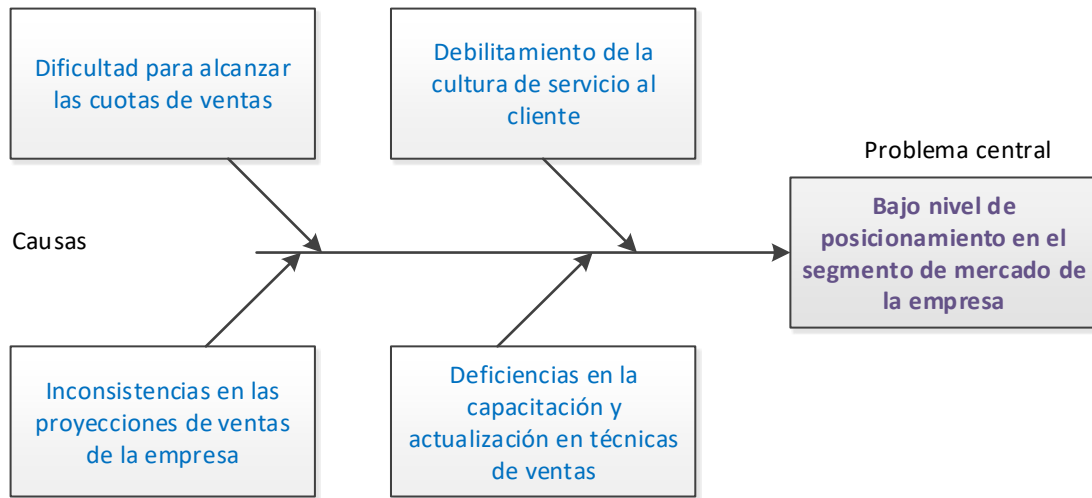 Dificultad para alcanzar
las cuotas de ventas
Debilitamiento de la
cultura de servicio al
cliente
Problema central
Bajo nivel de
posicionamiento en el
segmento de mercado de
la empresa
Causas
Inconsistencias en las
proyecciones de ventas
de la empresa
Deficiencias en la
capacitación y
actualización en técnicas
de ventas